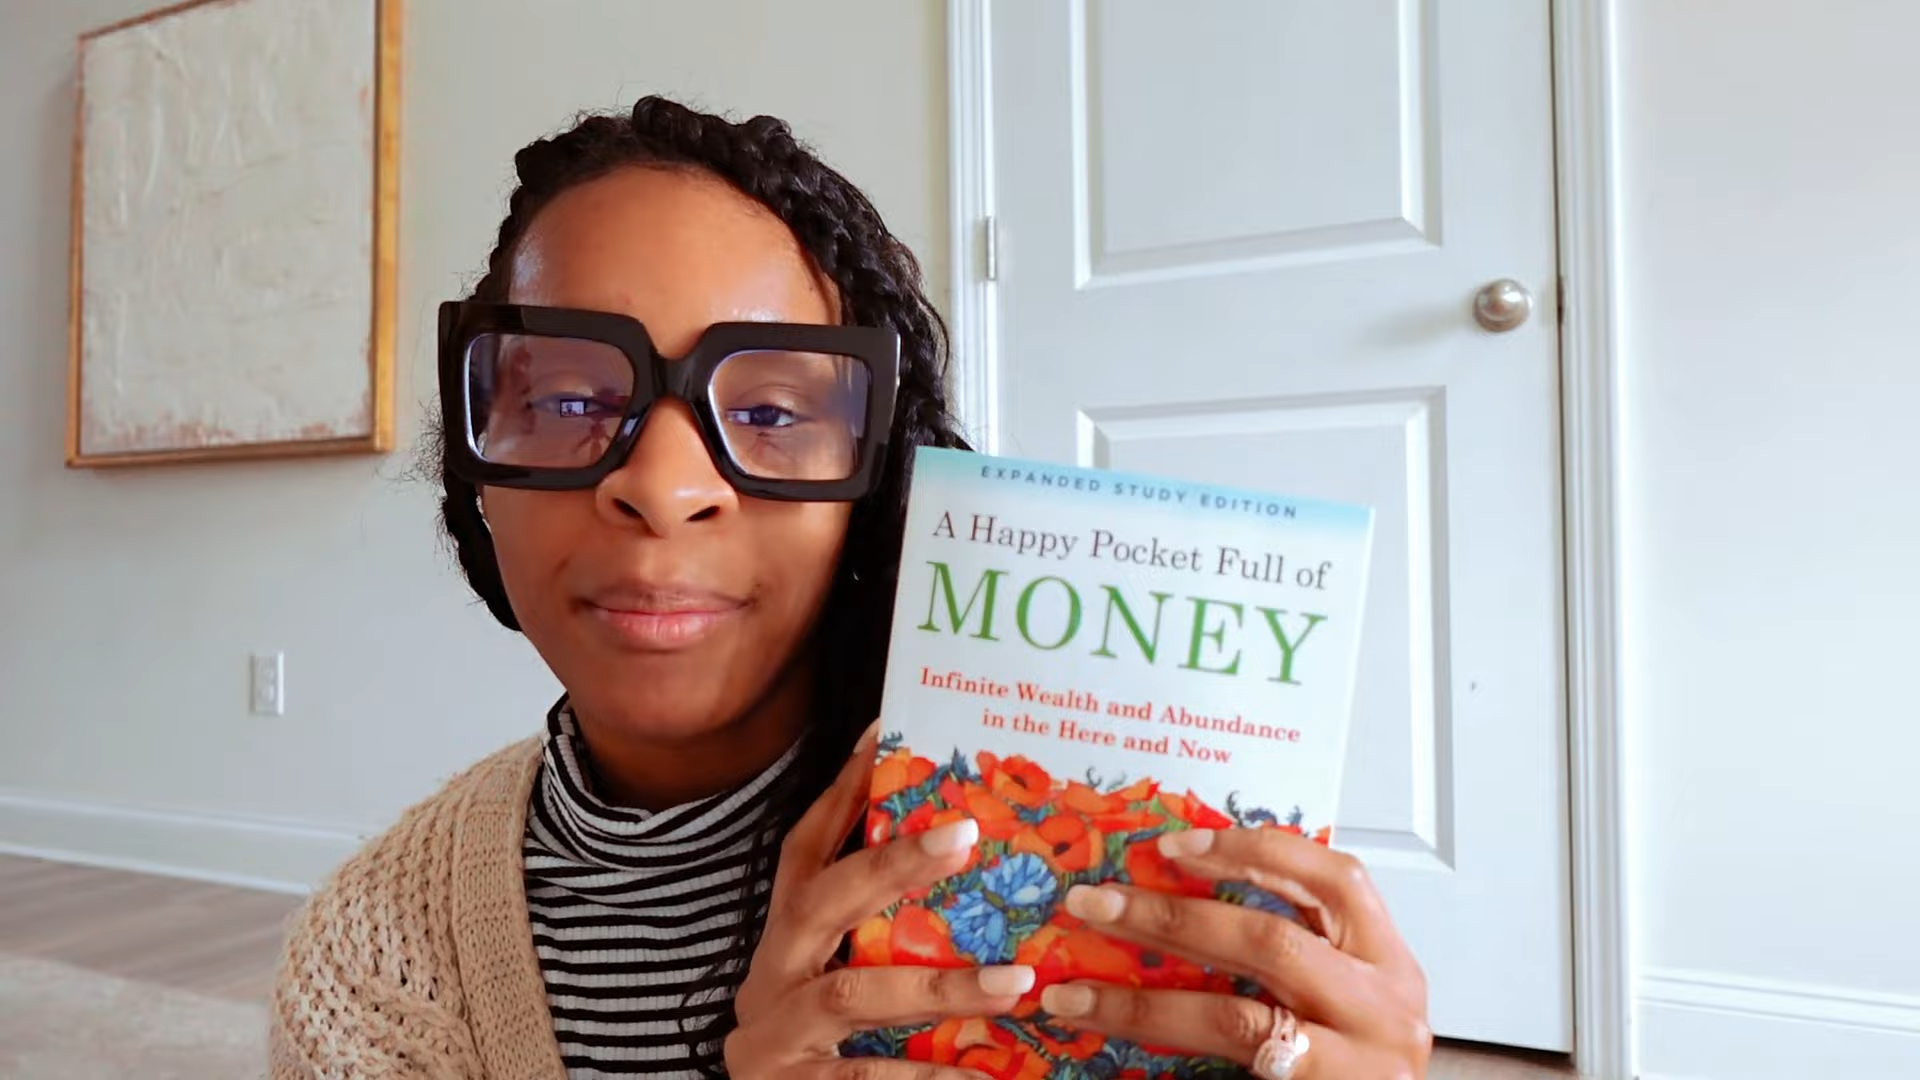 EXPANDED STUDY EDITION
A Happy Pocket Full of
MONEY
Infinite Wealth and Abundance
in the Here and Now